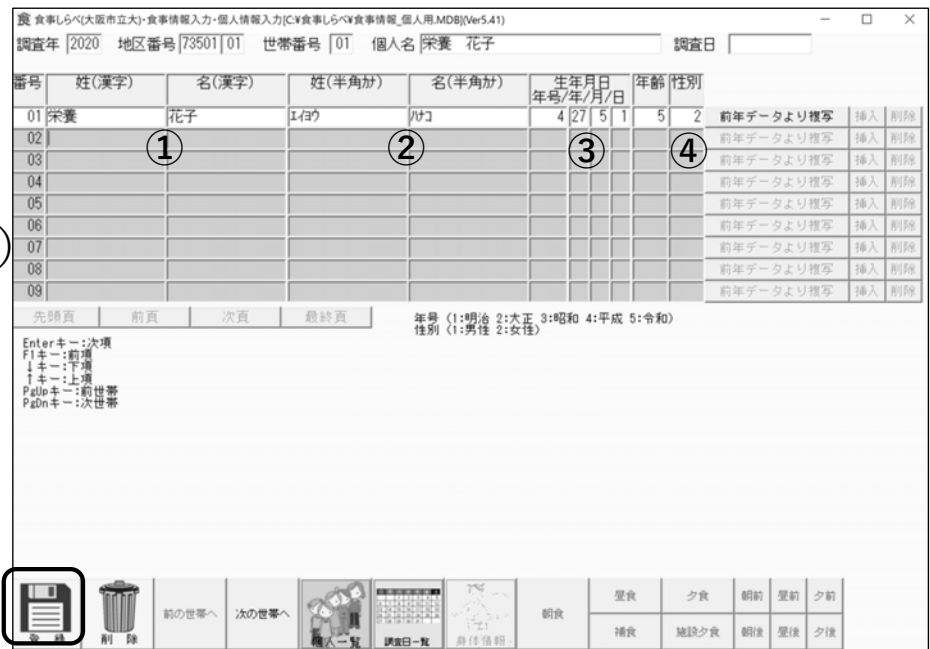 食 食事しらべ(大阪市立大)-食事情報入力-個人情報入力[C:¥食事しらべ¥食事情報_個人用.MDB](Ver5.41)
調査年 2020 地区番号 73501 01 世帯番号 01 個人名 栄養 花子 調査日
番号 姓(漢字) 名(漢字) 姓(半角ｶﾅ) 名(半角ｶﾅ) 生年月日 年号/年/月/日 年齢 性別
01 栄養 花子 ｴｲﾖｳ ﾊﾅｺ 4 27 5 1 5 2 前年データより複写 挿入 削除
02 ① ② ③ ④ 前年データより複写 挿入 削除
03 前年データより複写 挿入 削除
04 前年データより複写 挿入 削除
05 前年データより複写 挿入 削除
06 前年データより複写 挿入 削除
07 前年データより複写 挿入 削除
08 前年データより複写 挿入 削除
09 前年データより複写 挿入 削除
先頭頁 前頁 次頁 最終頁
年号 (1:明治 2:大正 3:昭和 4:平成 5:令和)
性別 (1:男性 2:女性)
Enterキー:次項
F1キー:前項
↓キー:下項
↑キー:上項
PgUpキー:前世帯
PgDnキー:次世帯
登 録 削 除 前の世帯へ 次の世帯へ 個人一覧 調査日一覧 身体情報 朝食 昼食 夕食 朝前 昼前 夕前
補食 施設夕食 朝後 昼後 夕後